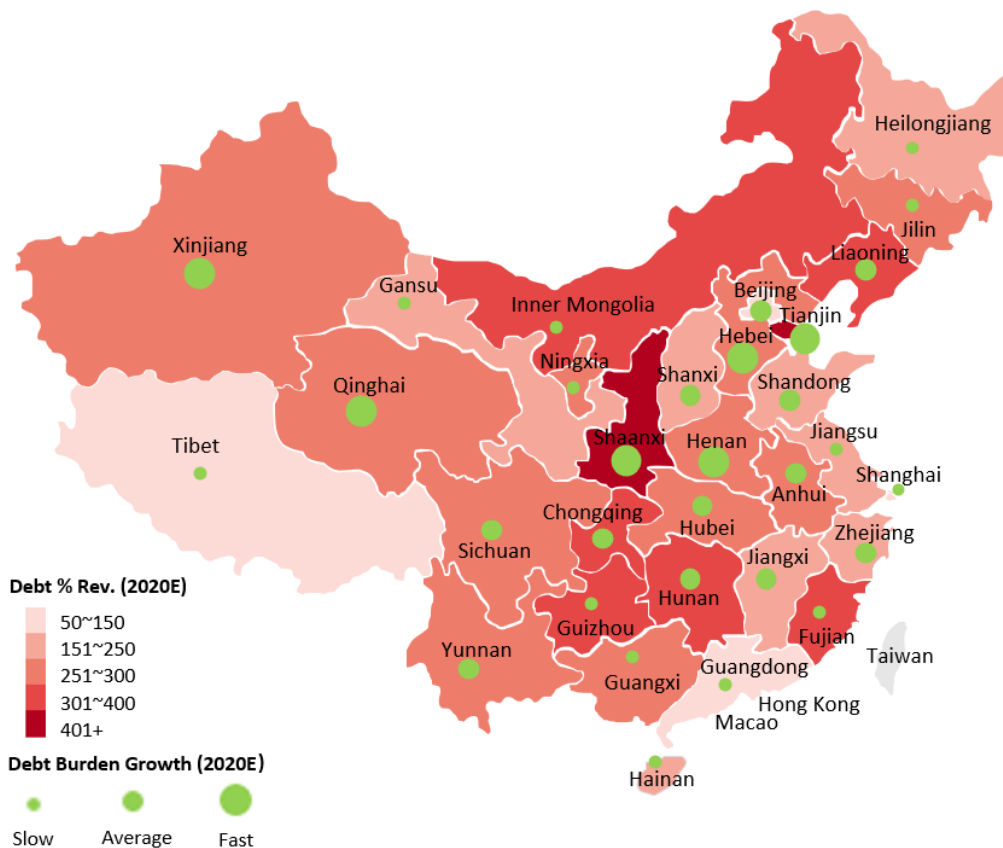 Heilongjiang
Jilin
Xinjiang
Liaoning
Gansu
Beijing
Inner Mongolia
Tianjin
Hebei
Ningxia
Shanxi
Shandong
Qinghai
Jiangsu
Tibet
Shaanxi
Henan
Shanghai
Anhui
Chongqing
Hubei
Zhejiang
Sichuan
Jiangxi
Debt % Rev. (2020E)
Hunan
50~150
Guizhou
Fujian
151~250
Yunnan
Taiwan
251~300
Guangdong
Guangxi
301~400
Hong Kong
Macao
401+
Debt Burden Growth (2020E)
Hainan
Slow
Average
Fast